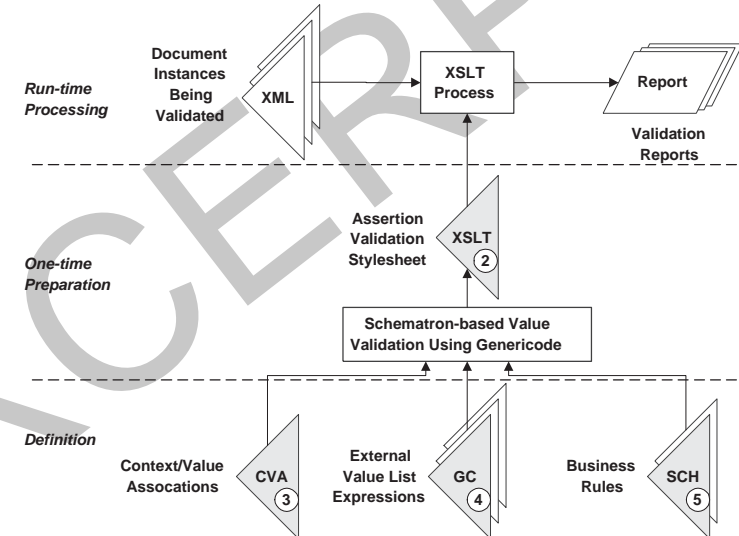 Document
Instances
Being
Validated
XML
XSLT
Process
Report
Run-time
Processing
Validation
Reports
Assertion
Validation
Stylesheet
XSLT
2
One-time
Preparation
Schematron-based Value
Validation Using Genericode
Definition
Context/Value
Assocations
CVA
3
External
Value List
Expressions
GC
4
Business
Rules
SCH
5